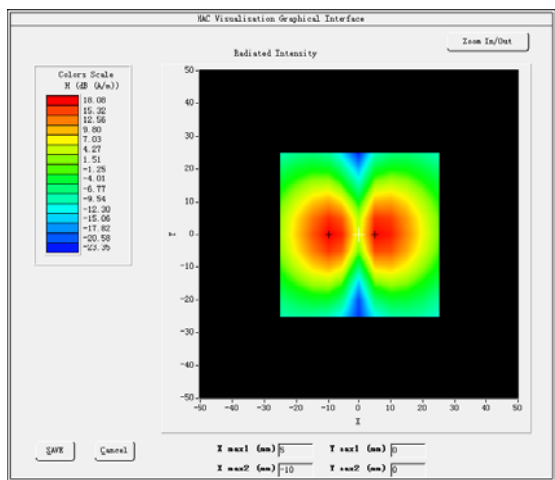 HAC Visualisation Graphical Interface
Zoom In/Out
Radiated Intensity
Colors Scale
H (dB (A/m))
18.08
15.32
12.56
9.80
7.03
4.27
1.51
-1.25
-4.01
-6.77
-9.54
-12.30
-15.06
-17.82
-20.58
-23.35
50
40
30
20
10
0
-10
-20
-30
-40
-50
Y
-50 -40 -30 -20 -10 0 10 20 30 40 50
X
SAVE
Cancel
X max1 (mm) 5
Y max1 (mm) 0
X max2 (mm) -10
Y max2 (mm) 0